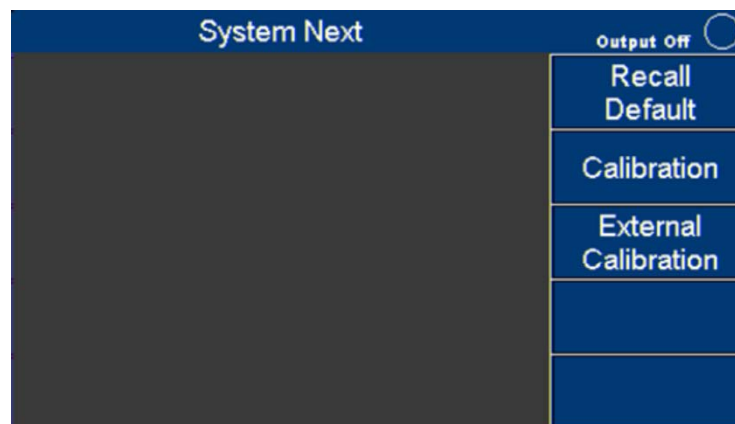 System Next
Output Off
Recall
Default
Calibration
External
Calibration